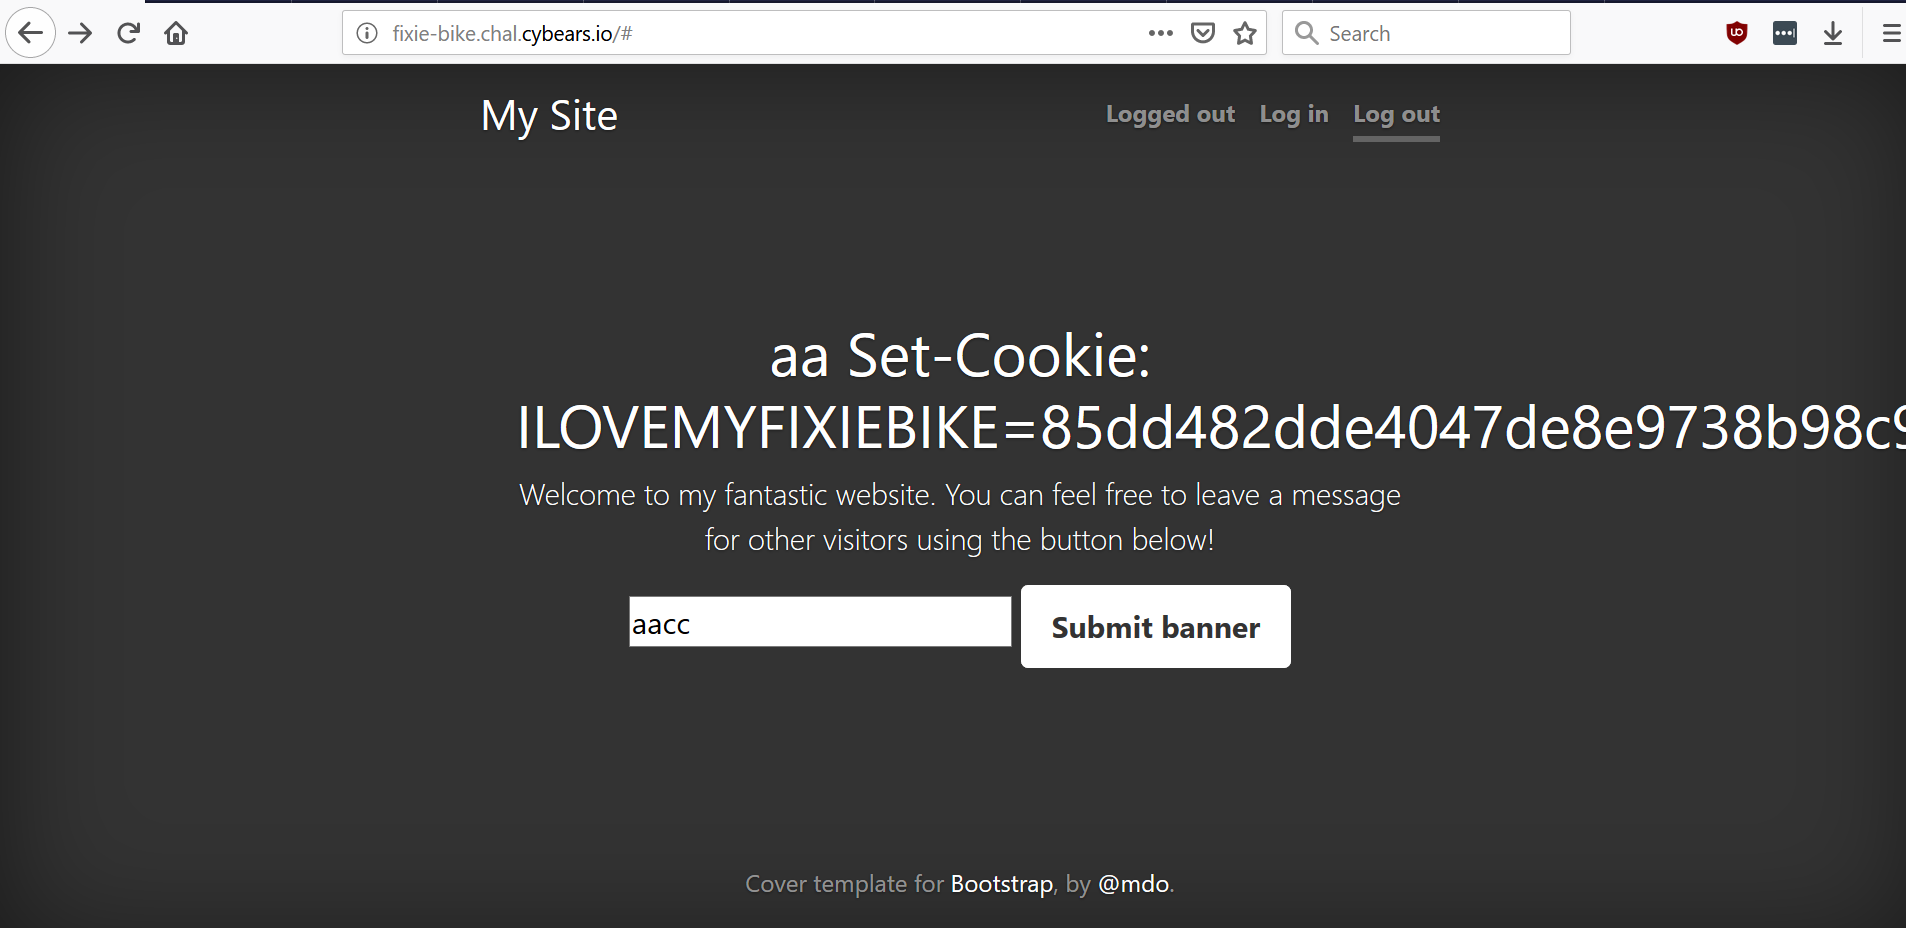 fixie-bike.chal.cybears.io/#
Search
My Site
Logged out Log in Log out
aa Set-Cookie:
ILOVEMYFIXIEBIKE=85dd482dde4047de8e9738b98c9
Welcome to my fantastic website. You can feel free to leave a message
for other visitors using the button below!
aacc
Submit banner
Cover template for Bootstrap, by @mdo.